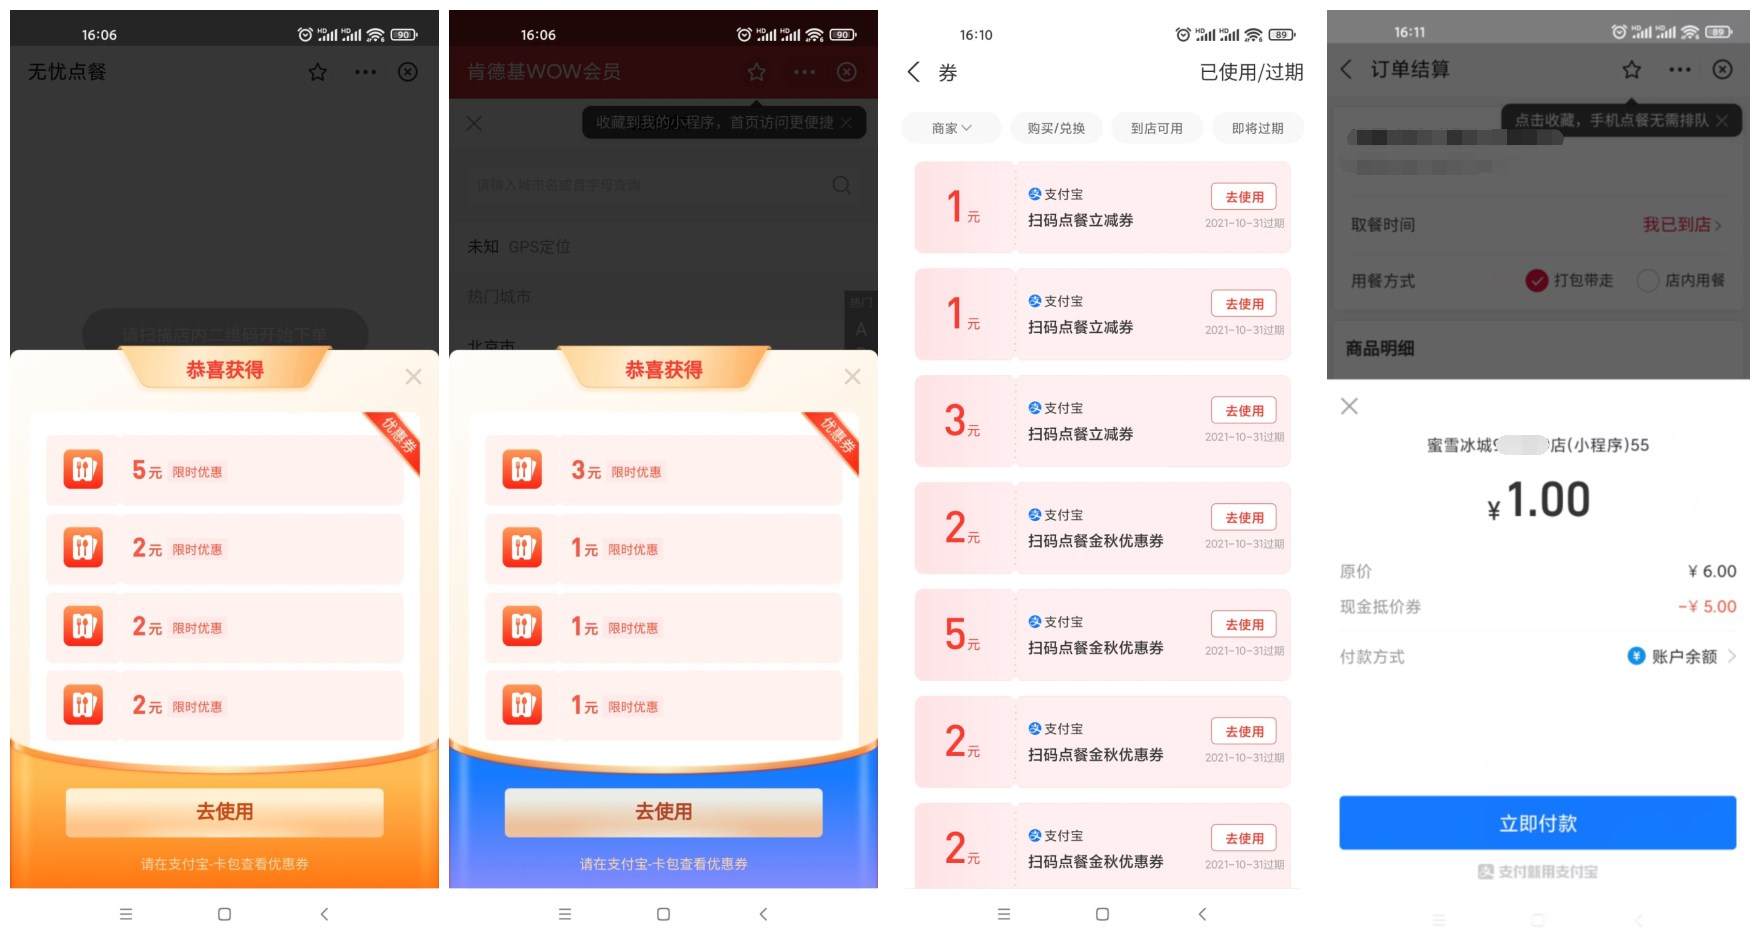 16:06
90
无忧点餐
请扫描店内二维码开始下单
恭喜获得
优惠券
5元 限时优惠
2元 限时优惠
2元 限时优惠
2元 限时优惠
去使用
请在支付宝-卡包查看优惠券
16:06
90
肯德基WOW会员
收藏到我的小程序，首页访问更便捷
请输入城市名或首字母查询
未知 GPS定位
热门城市
热门
A
北京市
恭喜获得
优惠券
3元 限时优惠
1元 限时优惠
1元 限时优惠
1元 限时优惠
去使用
请在支付宝-卡包查看优惠券
16:10
89
券
已使用/过期
商家
购买/兑换
到店可用
即将过期
1元
支付宝
扫码点餐立减券
去使用
2021-10-31过期
1元
支付宝
扫码点餐立减券
去使用
2021-10-31过期
3元
支付宝
扫码点餐立减券
去使用
2021-10-31过期
2元
支付宝
扫码点餐金秋优惠券
去使用
2021-10-31过期
5元
支付宝
扫码点餐金秋优惠券
去使用
2021-10-31过期
2元
支付宝
扫码点餐金秋优惠券
去使用
2021-10-31过期
2元
支付宝
扫码点餐金秋优惠券
去使用
2021-10-31过期
16:11
89
订单结算
点击收藏，手机点餐无需排队
取餐时间
我已到店
用餐方式
打包带走
店内用餐
商品明细
蜜雪冰城 店(小程序)55
¥1.00
原价
¥ 6.00
现金抵价券
-¥ 5.00
付款方式
账户余额
立即付款
支付就用支付宝